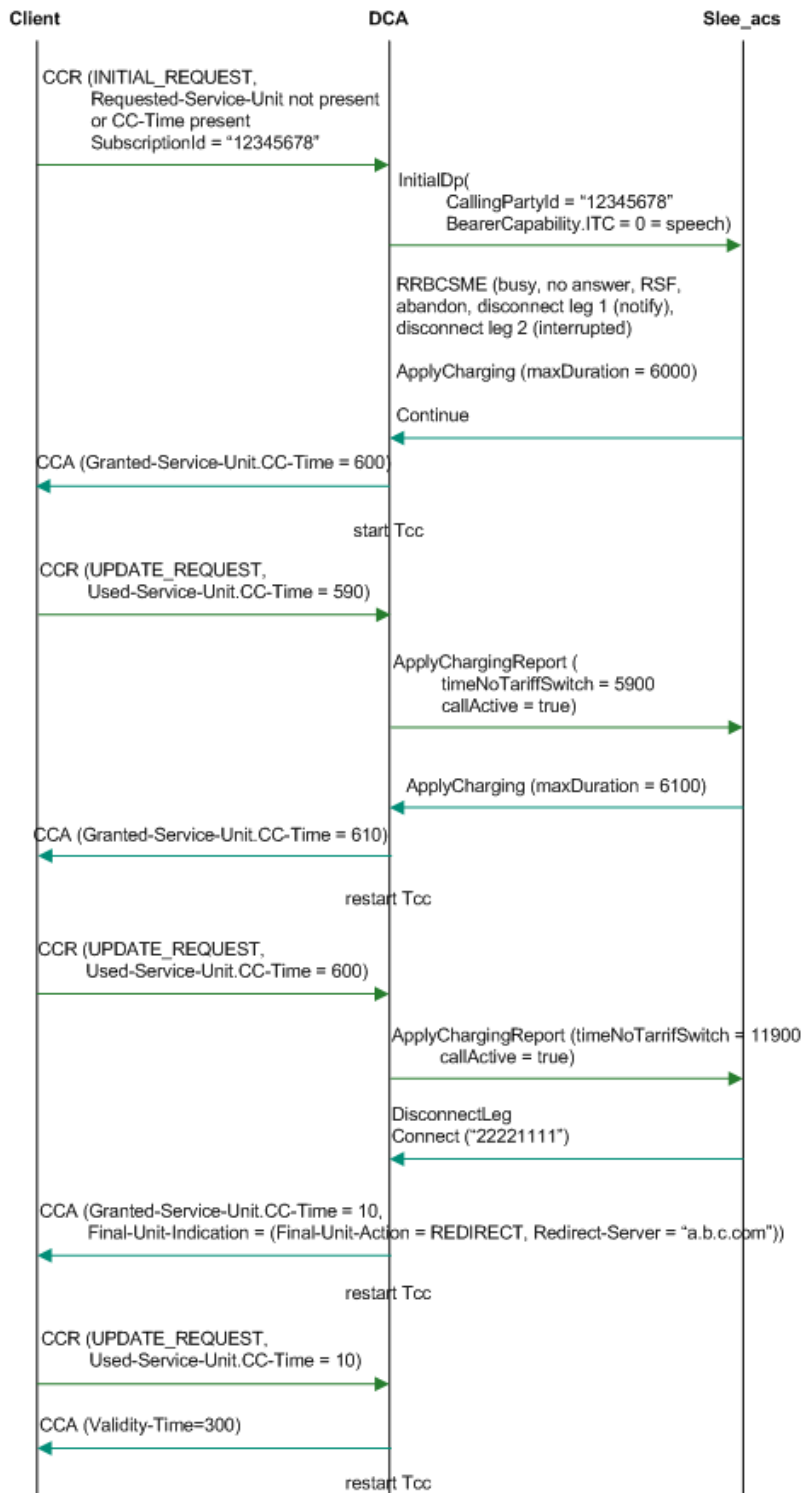 Client DCA Slee_acs
CCR (INITIAL_REQUEST,
Requested-Service-Unit not present
or CC-Time present
SubscriptionId = “12345678”
InitialDp(
CallingPartyId = “12345678”
BearerCapability.ITC = 0 = speech)
RRBCSME (busy, no answer, RSF,
abandon, disconnect leg 1 (notify),
disconnect leg 2 (interrupted)
ApplyCharging (maxDuration = 6000)
Continue
CCA (Granted-Service-Unit.CC-Time = 600)
start Tcc
CCR (UPDATE_REQUEST,
Used-Service-Unit.CC-Time = 590)
ApplyChargingReport (
timeNoTariffSwitch = 5900
callActive = true)
ApplyCharging (maxDuration = 6100)
CCA (Granted-Service-Unit.CC-Time = 610)
restart Tcc
CCR (UPDATE_REQUEST,
Used-Service-Unit.CC-Time = 600)
ApplyChargingReport (timeNoTarrifSwitch = 11900
callActive = true)
DisconnectLeg
Connect (“22221111”)
CCA (Granted-Service-Unit.CC-Time = 10,
Final-Unit-Indication = (Final-Unit-Action = REDIRECT, Redirect-Server = “a.b.c.com”))
restart Tcc
CCR (UPDATE_REQUEST,
Used-Service-Unit.CC-Time = 10)
CCA (Validity-Time=300)
restart Tcc